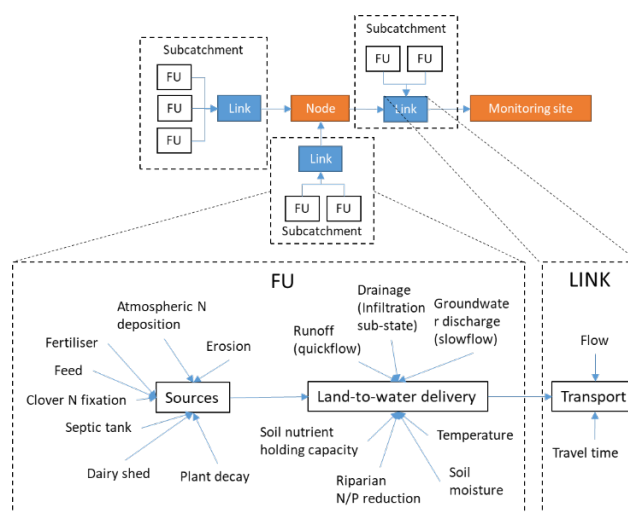 Subcatchment
FU
FU
FU
Link
Node
Subcatchment
FU
FU
Link
Monitoring site
Link
FU
FU
Subcatchment
FU
Atmospheric N
deposition
Fertiliser
Feed
Clover N fixation
Septic tank
Dairy shed
Plant decay
Erosion
Sources
Runoff
(quickflow)
Drainage
(Infiltration
sub-state)
Groundwate
r discharge
(slowflow)
Land-to-water delivery
Soil nutrient
holding capacity
Riparian
N/P reduction
Temperature
Soil
moisture
LINK
Flow
Transport
Travel time